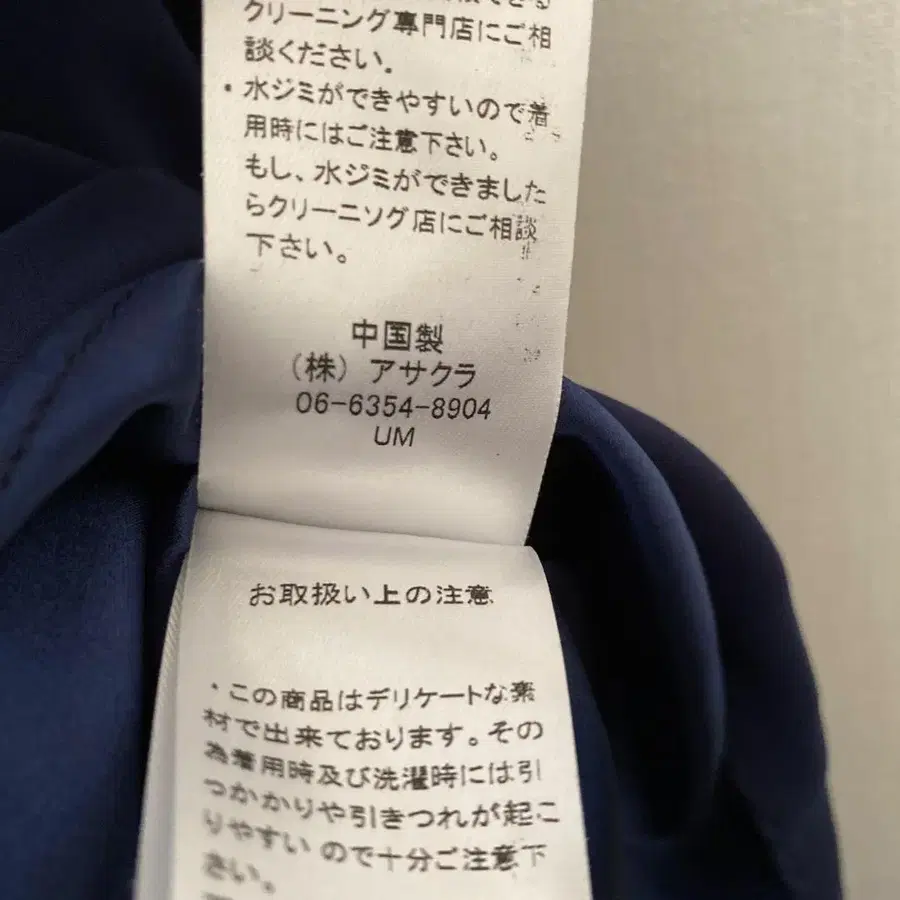 できる
クリーニング専門店にご相
談ください.
・水ジミができやすいので着
用時にはご注意下さい。
もし、水ジミができました
らクリーニソグ店にご相談
下さい。
中国製
（株）アサクラ
06-6354-8904
UM
お取扱い上の注意
・この商品はデリケートな素
材で出来ております。その
為着用時及び洗濯時には引
っかかりや引きつれが起こ
りやすいので十分ご注意下
さい。